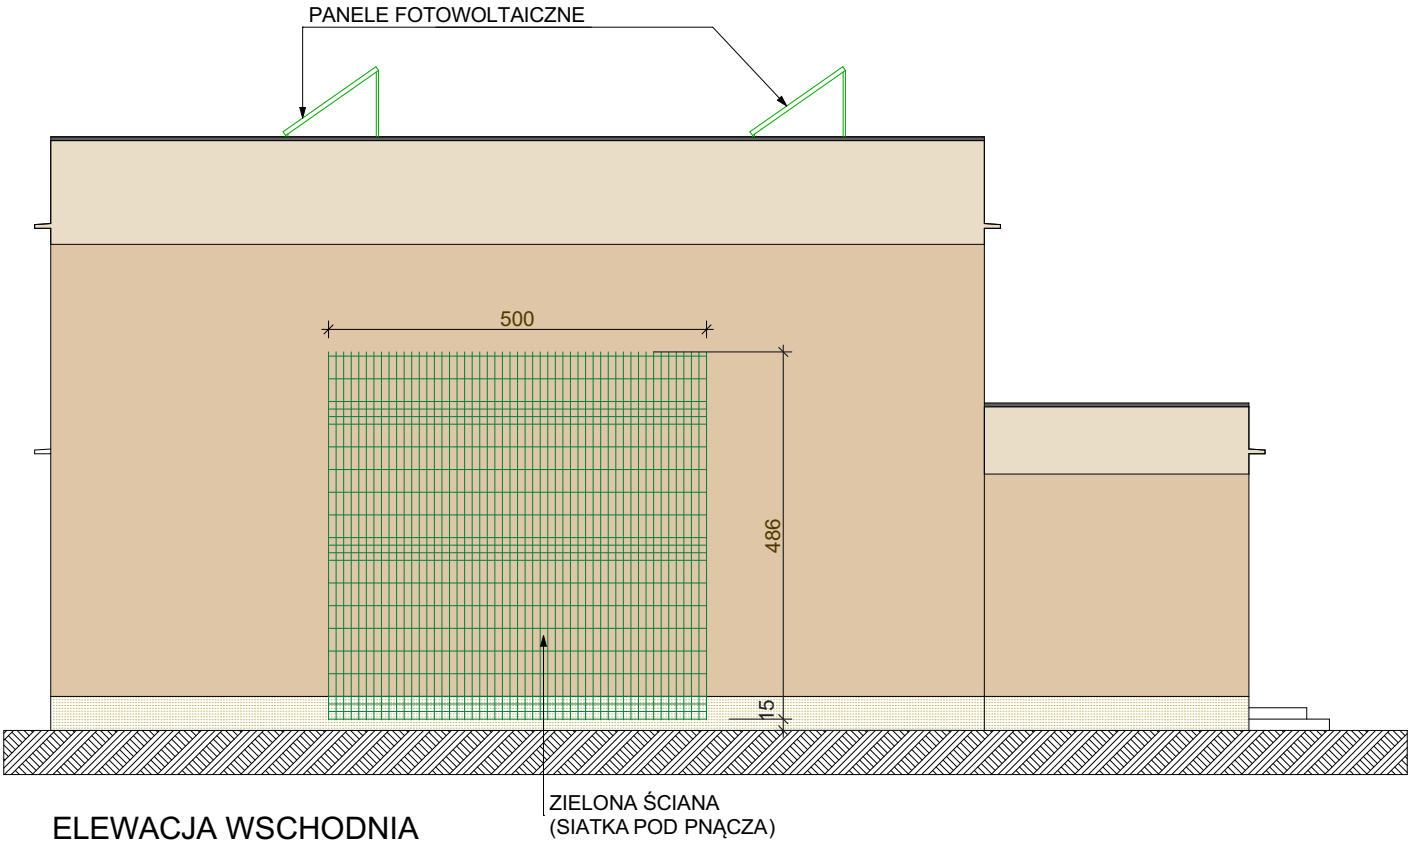 PANELE FOTOWOLTAICZNE
500
486
15
ZIELONA ŚCIANA
(SIATKA POD PNĄCZA)
ELEWACJA WSCHODNIA